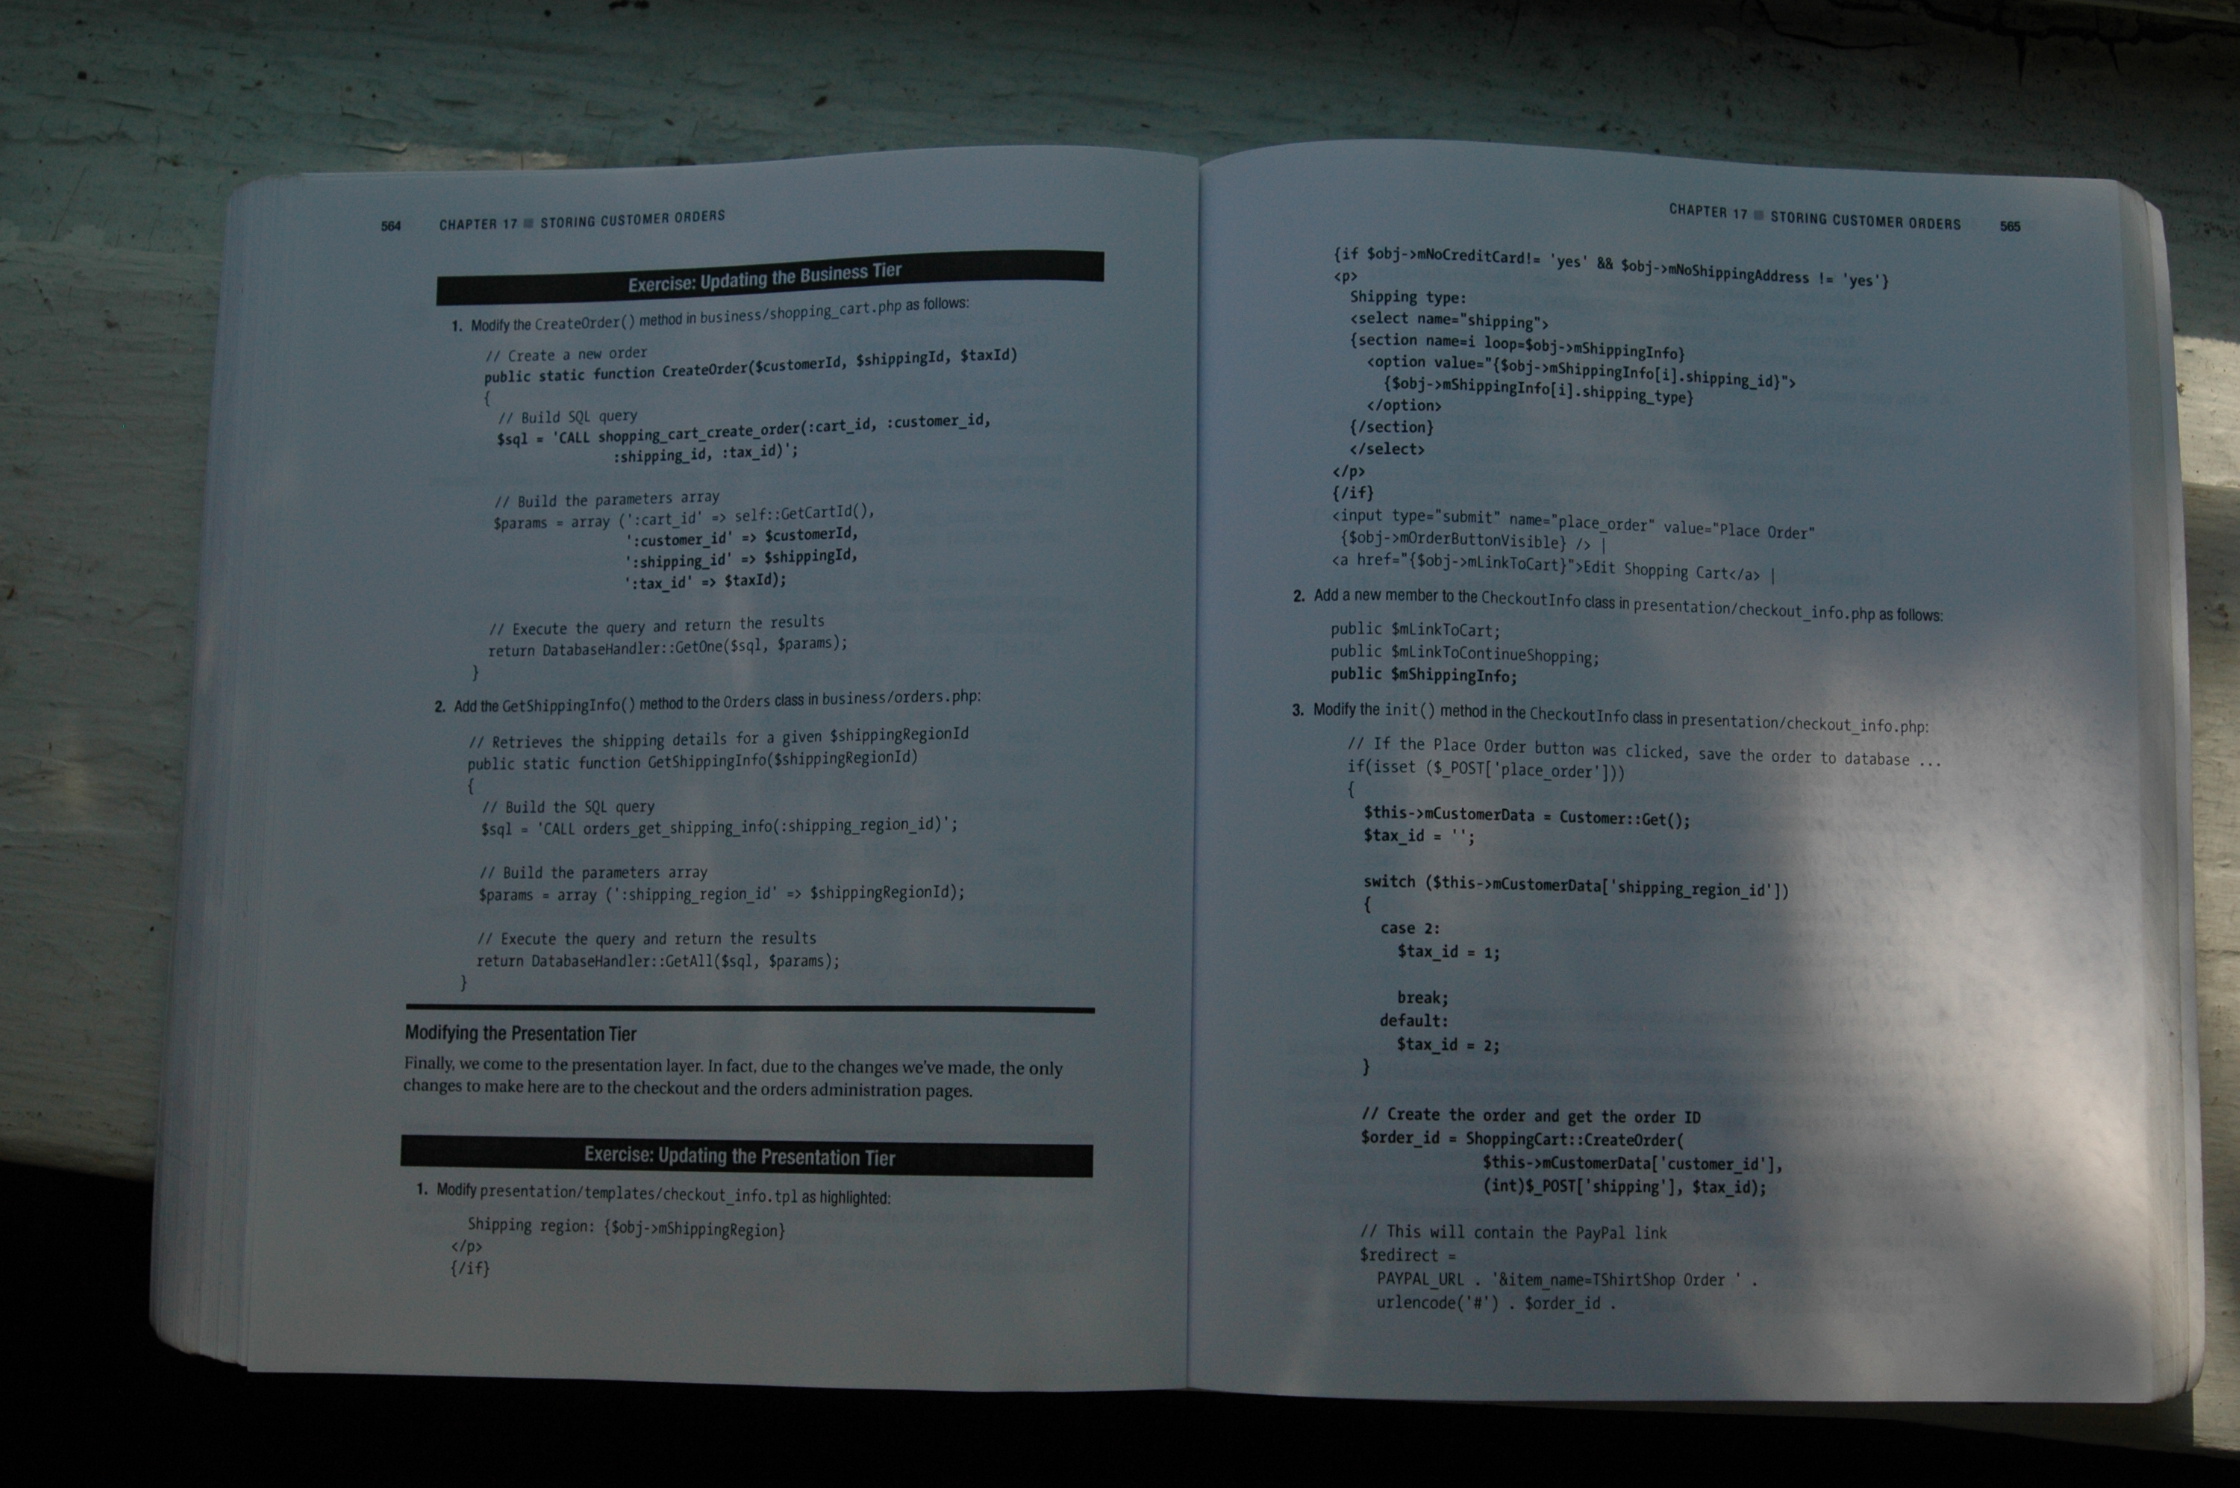 564 CHAPTER 17 ■ STORING CUSTOMER ORDERS
Exercise: Updating the Business Tier
1. Modify the CreateOrder() method in business/shopping_cart.php as follows:
// Create a new order
public static function CreateOrder($customerId, $shippingId, $taxId)
{
// Build SQL query
$sql = 'CALL shopping_cart_create_order(:cart_id, :customer_id,
:shipping_id, :tax_id)';
// Build the parameters array
$params = array (':cart_id' => self::GetCartId(),
':customer_id' => $customerId,
':shipping_id' => $shippingId,
':tax_id' => $taxId);
// Execute the query and return the results
return DatabaseHandler::GetOne($sql, $params);
}
2. Add the GetShippingInfo() method to the Orders class in business/orders.php:
// Retrieves the shipping details for a given $shippingRegionId
public static function GetShippingInfo($shippingRegionId)
{
// Build the SQL query
$sql = 'CALL orders_get_shipping_info(:shipping_region_id)';
// Build the parameters array
$params = array (':shipping_region_id' => $shippingRegionId);
// Execute the query and return the results
return DatabaseHandler::GetAll($sql, $params);
}
Modifying the Presentation Tier
Finally, we come to the presentation layer. In fact, due to the changes we've made, the only
changes to make here are to the checkout and the orders administration pages.
Exercise: Updating the Presentation Tier
1. Modify presentation/templates/checkout_info.tpl as highlighted:
Shipping region: {$obj->mShippingRegion}
</p>
{/if}
CHAPTER 17 ■ STORING CUSTOMER ORDERS 565
{if $obj->mNoCreditCard!= 'yes' && $obj->mNoShippingAddress != 'yes'}
<p>
Shipping type:
<select name="shipping">
{section name=i loop=$obj->mShippingInfo}
<option value="{$obj->mShippingInfo[i].shipping_id}">
{$obj->mShippingInfo[i].shipping_type}
</option>
{/section}
</select>
</p>
{/if}
<input type="submit" name="place_order" value="Place Order"
{$obj->mOrderButtonVisible} /> |
<a href="{$obj->mLinkToCart}">Edit Shopping Cart</a> |
2. Add a new member to the CheckoutInfo class in presentation/checkout_info.php as follows:
public $mLinkToCart;
public $mLinkToContinueShopping;
public $mShippingInfo;
3. Modify the init() method in the CheckoutInfo class in presentation/checkout_info.php:
// If the Place Order button was clicked, save the order to database ...
if(isset ($_POST['place_order']))
{
$this->mCustomerData = Customer::Get();
$tax_id = '';
switch ($this->mCustomerData['shipping_region_id'])
{
case 2:
$tax_id = 1;
break;
default:
$tax_id = 2;
}
// Create the order and get the order ID
$order_id = ShoppingCart::CreateOrder(
$this->mCustomerData['customer_id'],
(int)$_POST['shipping'], $tax_id);
// This will contain the PayPal link
$redirect =
PAYPAL_URL . '&item_name=TShirtShop Order ' .
urlencode('#') . $order_id .